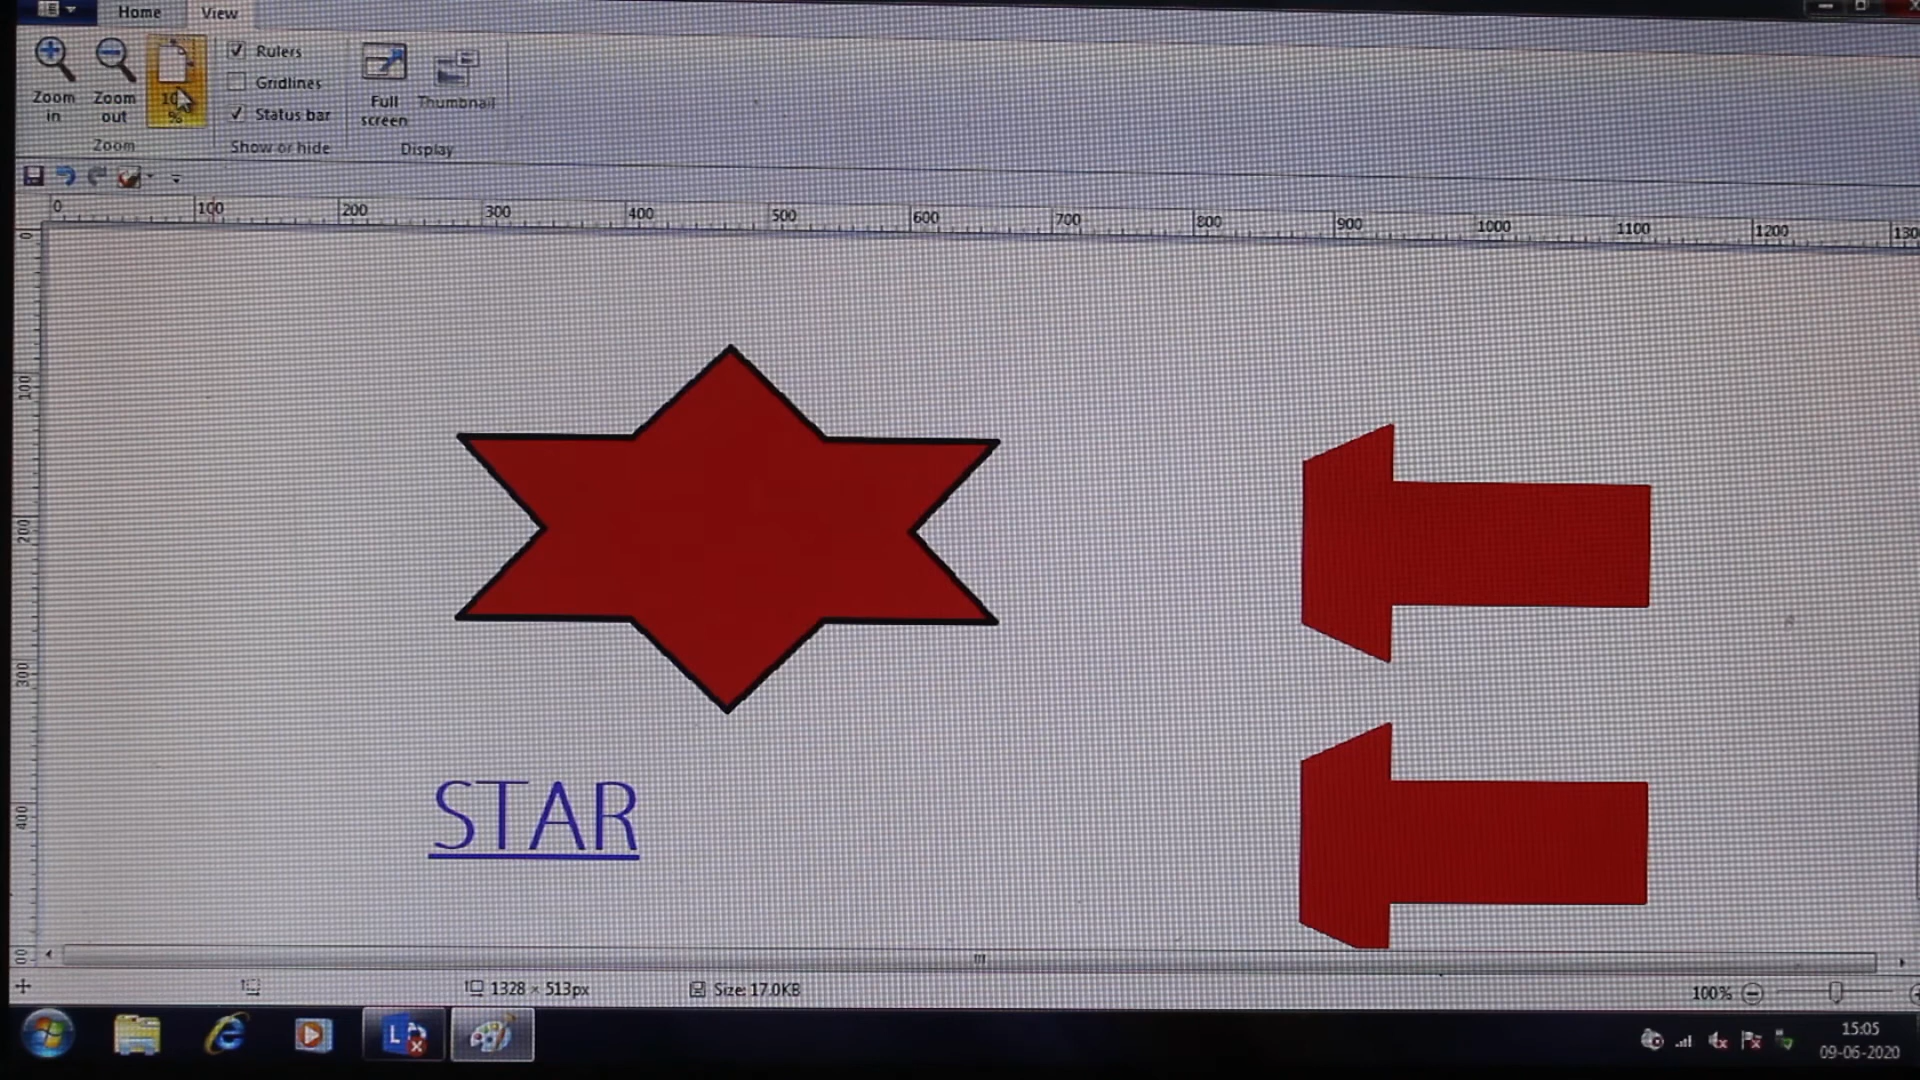 Home View
Zoom in
Zoom out
100 %
Rulers
Gridlines
Status bar
Full screen
Thumbnail
Zoom
Show or hide
Display
0 100 200 300 400 500 600 700 800 900 1000 1100 1200
0
100
200
300
400
STAR
1328 × 513px
Size: 17.0KB
100%
15:05
09-06-2020